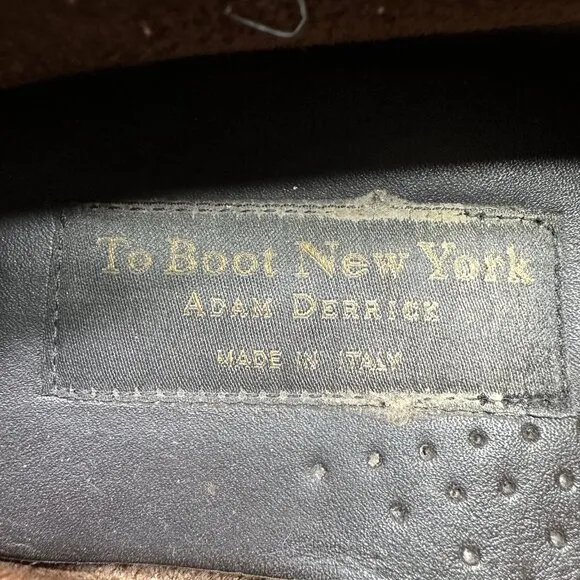 To Boot New York
ADAM DERRICK
MADE IN ITALY